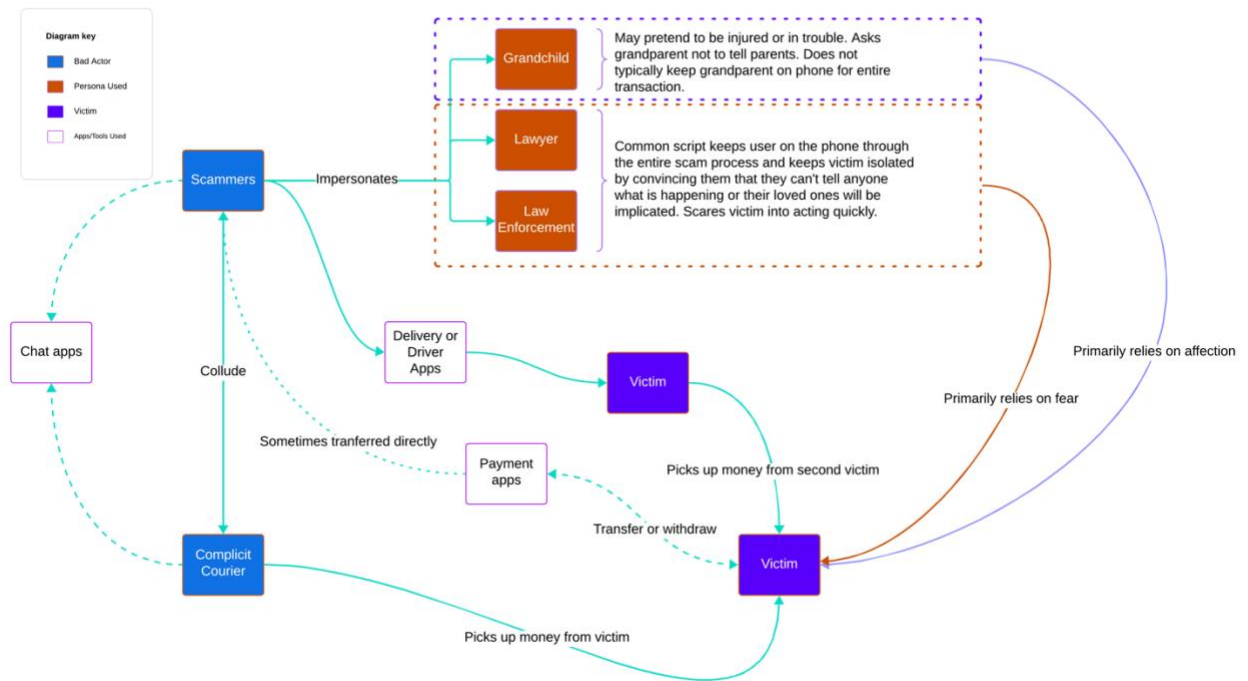 Diagram key
Bad Actor
Persona Used
Victim
Apps/Tools Used
Grandchild
May pretend to be injured or in trouble. Asks
grandparent not to tell parents. Does not
typically keep grandparent on phone for entire
transaction.
Lawyer
Law
Enforcement
Common script keeps user on the phone through
the entire scam process and keeps victim isolated
by convincing them that they can't tell anyone
what is happening or their loved ones will be
implicated. Scares victim into acting quickly.
Scammers
Impersonates
Chat apps
Collude
Delivery or
Driver
Apps
Victim
Primarily relies on affection
Primarily relies on fear
Sometimes tranferred directly
Payment
apps
Picks up money from second victim
Transfer or withdraw
Complicit
Courier
Victim
Picks up money from victim